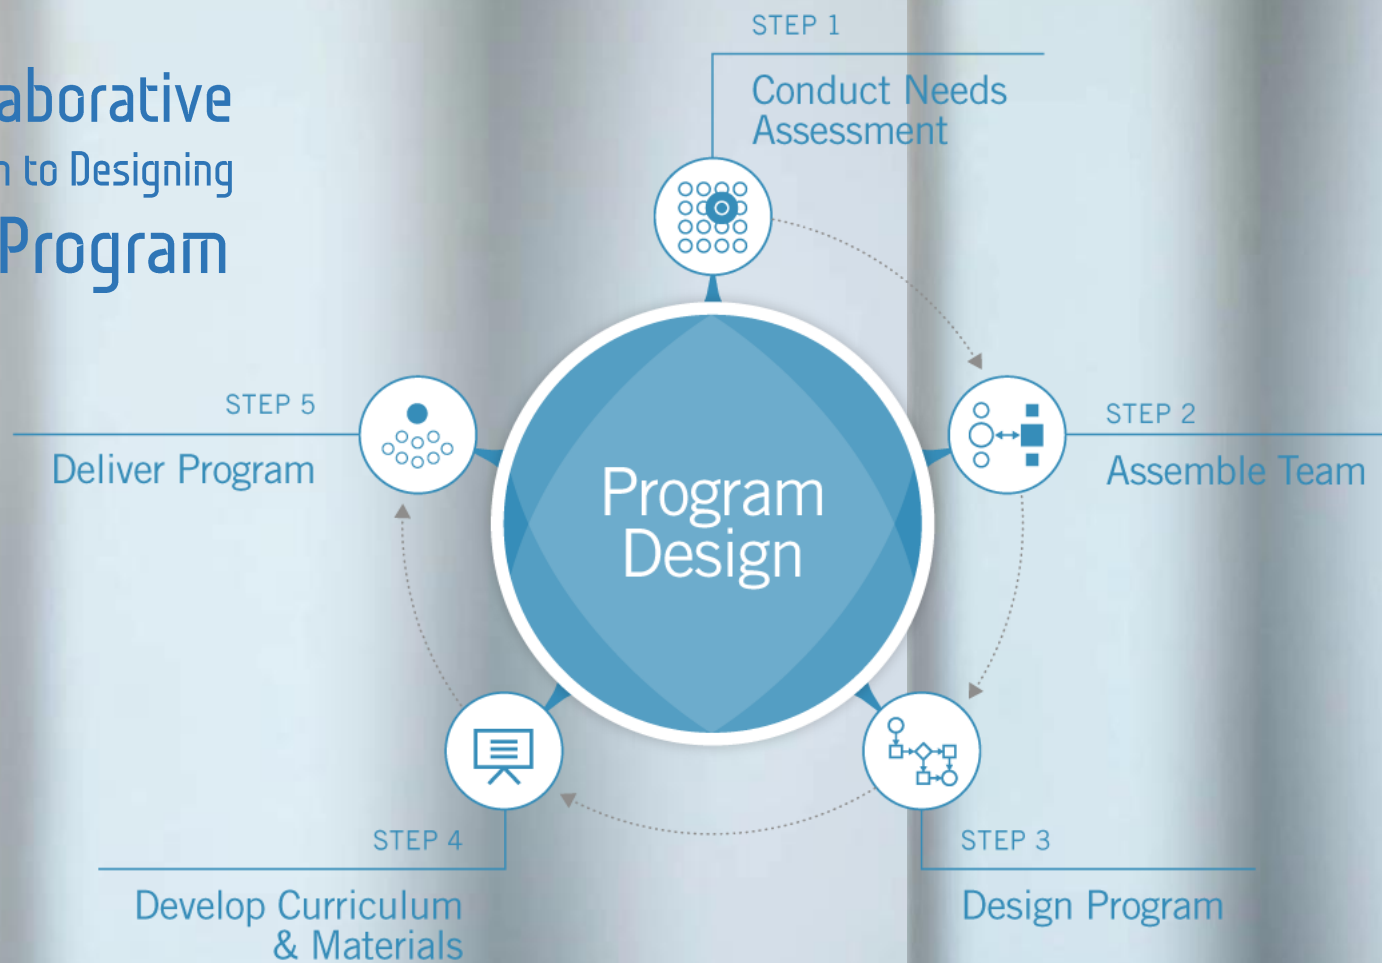 aborative
to Designing
Program
STEP 1
Conduct Needs
Assessment
STEP 2
Assemble Team
STEP 3
Design Program
STEP 4
Develop Curriculum
& Materials
STEP 5
Deliver Program
Program
Design